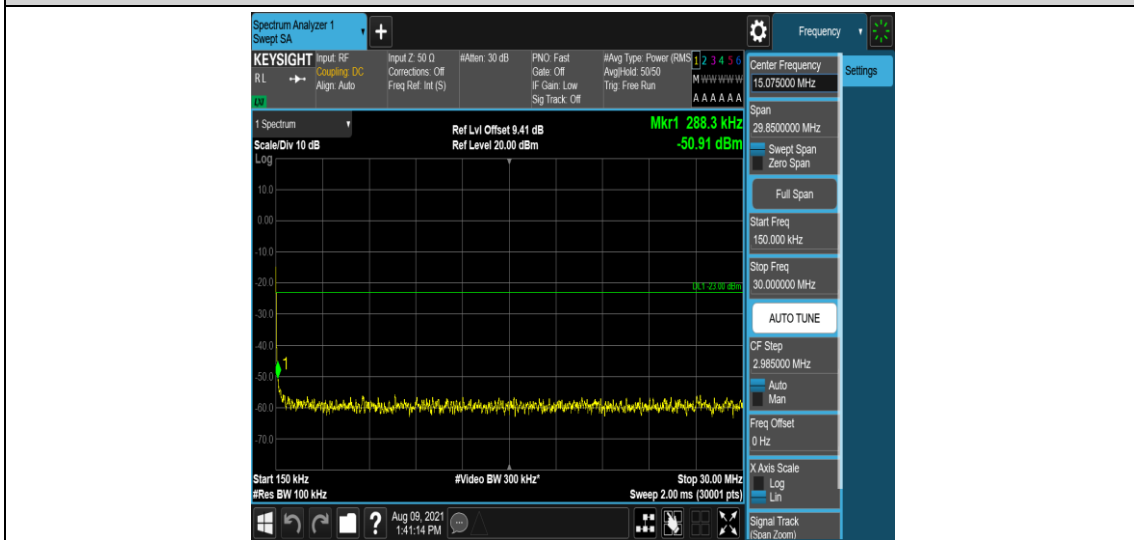 Spectrum Analyzer 1
Swept SA
Frequency
KEYSIGHT
RL
Input: RF
Coupling: DC
Align: Auto
Input Z: 50 Ω
Corrections: Off
Freq Ref: Int (S)
#Atten: 30 dB
PNO: Fast
Gate: Off
IF Gain: Low
Sig Track: Off
#Avg Type: Power (RMS
Avg|Hold: 50/50
Trig: Free Run
1 2 3 4 5 6
M W W W W W
A A A A A A
1 Spectrum
Scale/Div 10 dB
Ref Lvl Offset 9.41 dB
Ref Level 20.00 dBm
Mkr1 288.3 kHz
-50.91 dBm
Log
10.0
0.00
-10.0
-20.0
DL1 -23.00 dBm
-30.0
-40.0
1
-50.0
-60.0
-70.0
Start 150 kHz
#Video BW 300 kHz*
Stop 30.00 MHz
#Res BW 100 kHz
Sweep 2.00 ms (30001 pts)
Aug 09, 2021
1:41:14 PM
Center Frequency
15.075000 MHz
Settings
Span
29.8500000 MHz
Swept Span
Zero Span
Full Span
Start Freq
150.000 kHz
Stop Freq
30.000000 MHz
AUTO TUNE
CF Step
2.985000 MHz
Auto
Man
Freq Offset
0 Hz
X Axis Scale
Log
Lin
Signal Track
(Span Zoom)